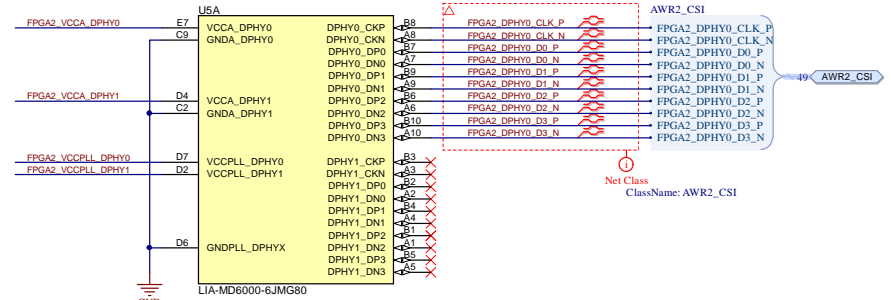 U5A
AWR2_CSI
FPGA2_VCCA_DPHY0 E7 VCCA_DPHY0 DPHY0_CKP B8 FPGA2_DPHY0_CLK_P FPGA2_DPHY0_CLK_P
C9 GNDA_DPHY0 DPHY0_CKN A8 FPGA2_DPHY0_CLK_N FPGA2_DPHY0_CLK_N
DPHY0_DP0 B7 FPGA2_DPHY0_D0_P FPGA2_DPHY0_D0_P
DPHY0_DN0 A7 FPGA2_DPHY0_D0_N FPGA2_DPHY0_D0_N
DPHY0_DP1 B9 FPGA2_DPHY0_D1_P FPGA2_DPHY0_D1_P 49 AWR2_CSI
DPHY0_DN1 A9 FPGA2_DPHY0_D1_N FPGA2_DPHY0_D1_N
FPGA2_VCCA_DPHY1 D4 VCCA_DPHY1 DPHY0_DP2 B6 FPGA2_DPHY0_D2_P FPGA2_DPHY0_D2_P
C2 GNDA_DPHY1 DPHY0_DN2 A6 FPGA2_DPHY0_D2_N FPGA2_DPHY0_D2_N
DPHY0_DP3 B10 FPGA2_DPHY0_D3_P FPGA2_DPHY0_D3_P
DPHY0_DN3 A10 FPGA2_DPHY0_D3_N FPGA2_DPHY0_D3_N
FPGA2_VCCPLL_DPHY0 D7 VCCPLL_DPHY0 DPHY1_CKP B3
FPGA2_VCCPLL_DPHY1 D2 VCCPLL_DPHY1 DPHY1_CKN A3
i
Net Class
DPHY1_DP0 B2
ClassName: AWR2_CSI
DPHY1_DN0 A2
DPHY1_DP1 B4
DPHY1_DN1 A4
DPHY1_DP2 B1
D6 GNDPLL_DPHYX DPHY1_DN2 A1
DPHY1_DP3 B5
DPHY1_DN3 A5
LIA-MD6000-6JMG80